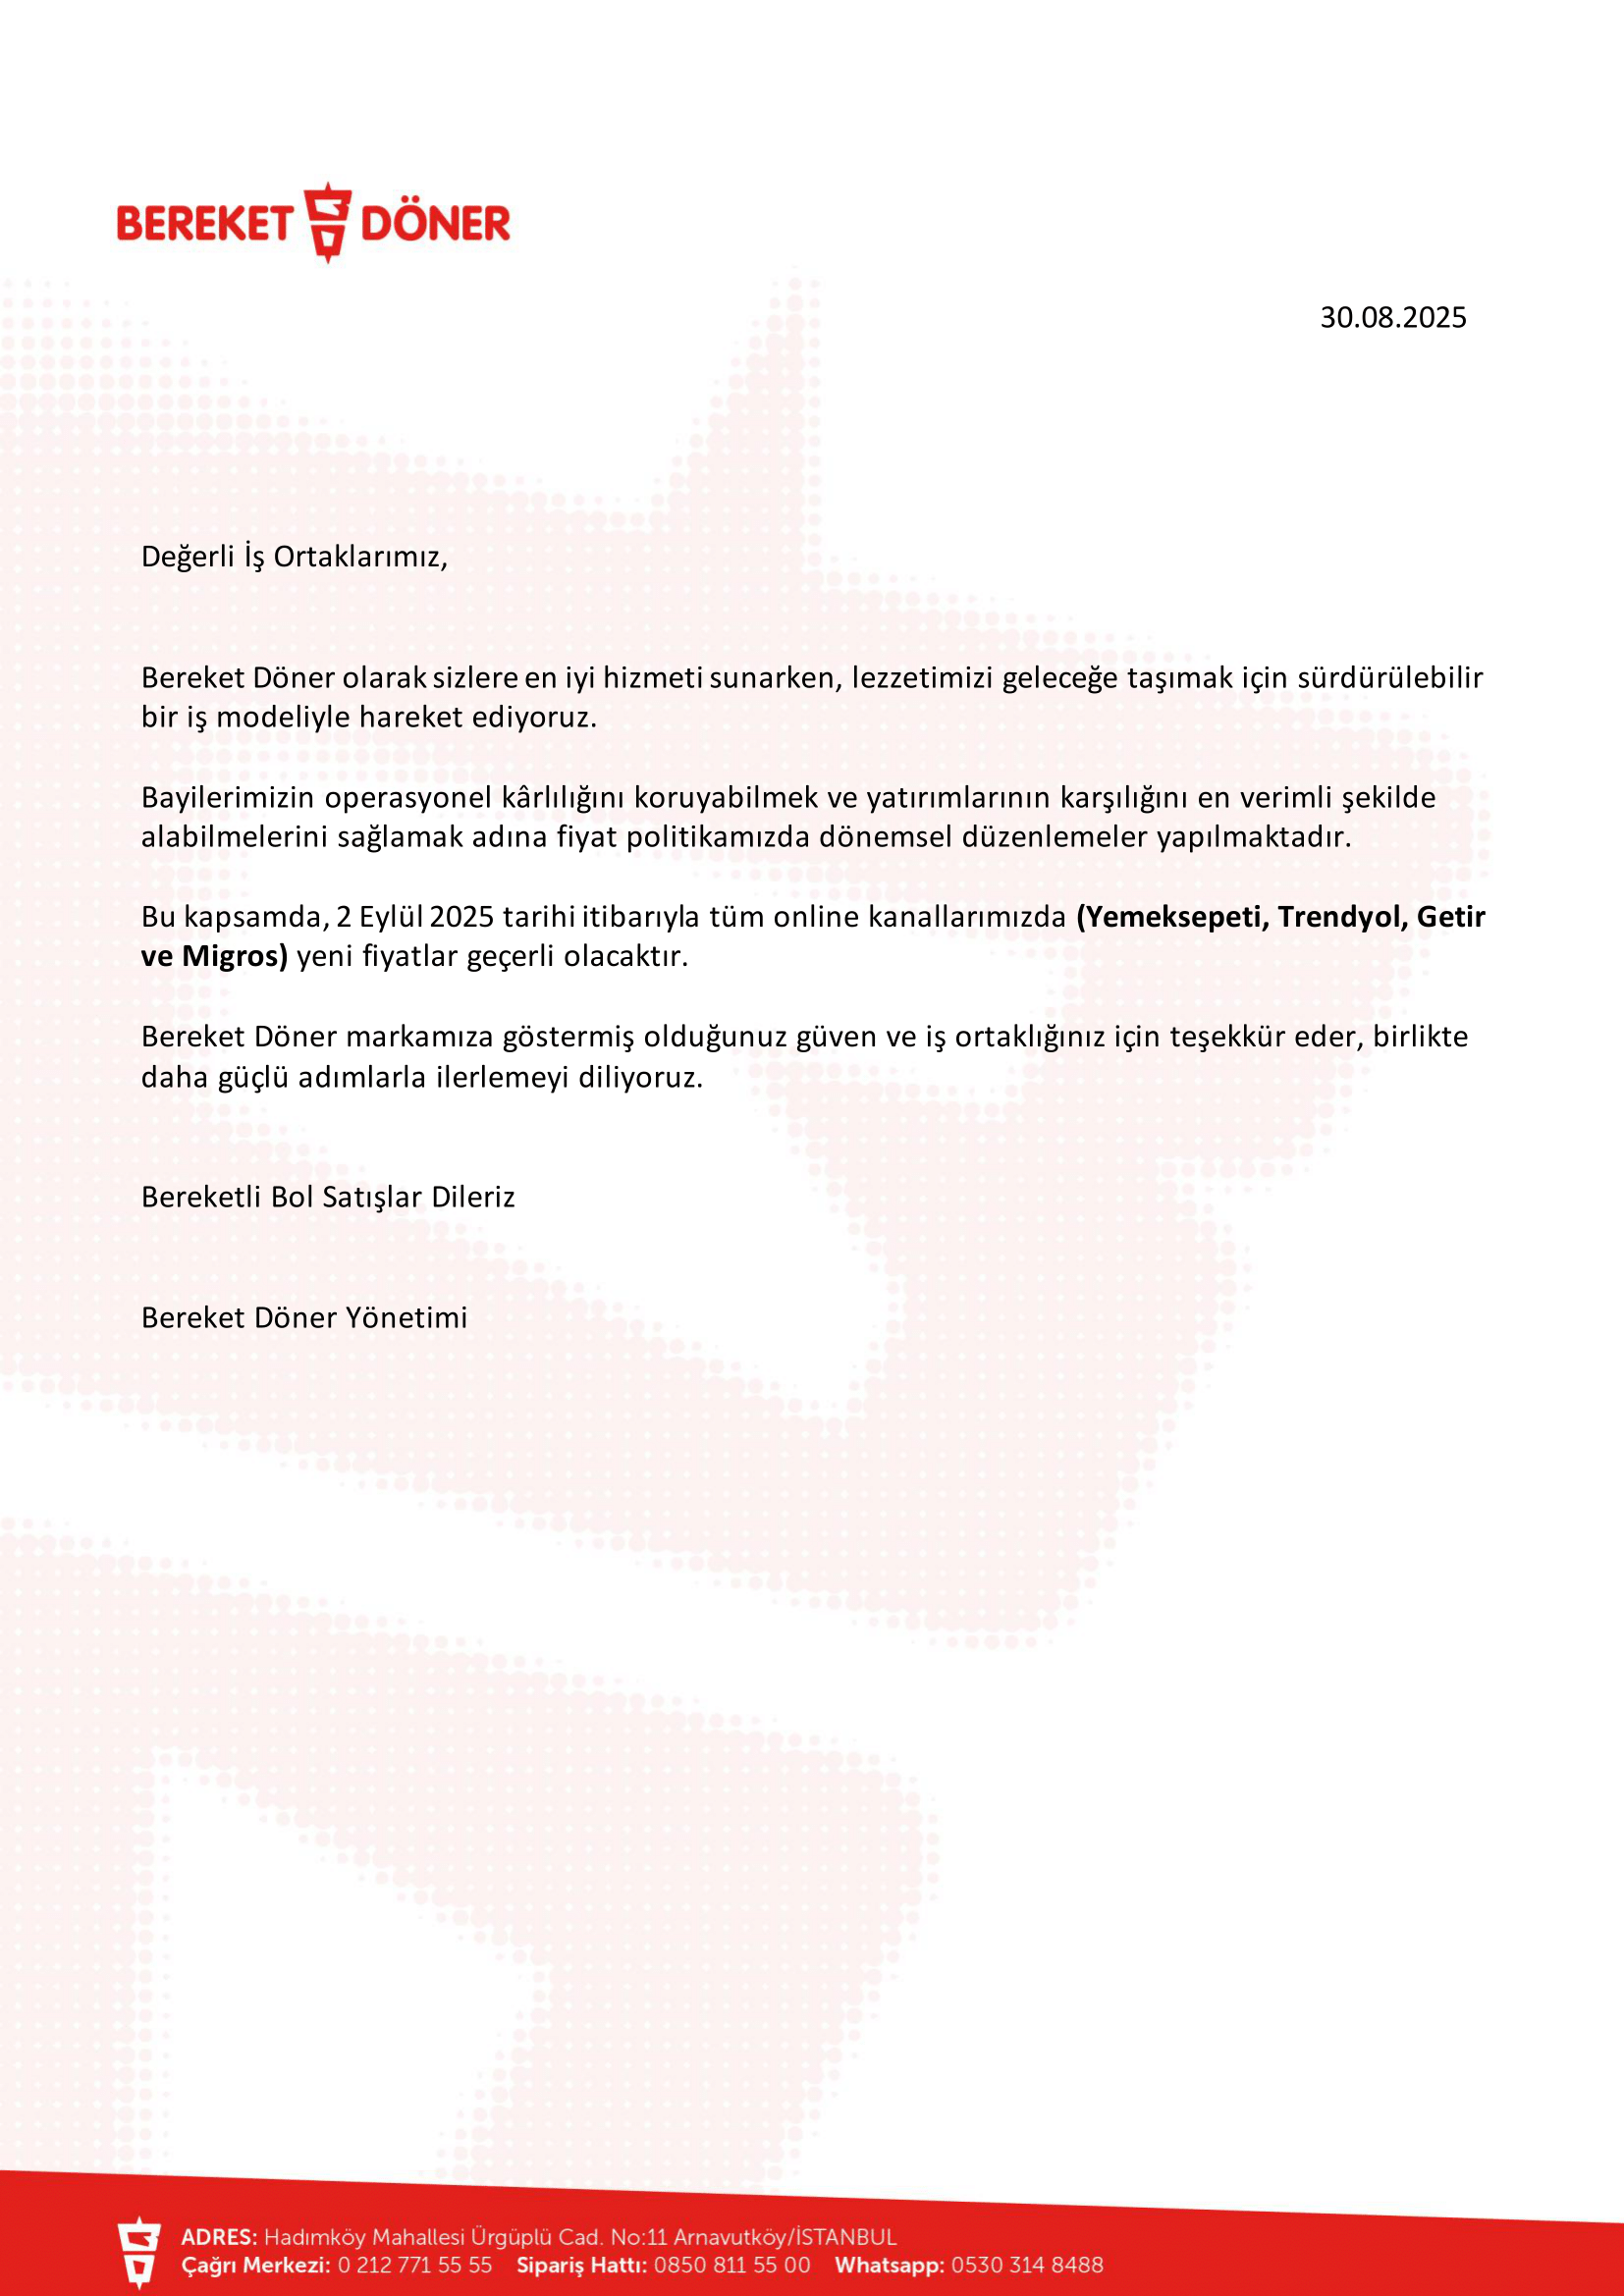 BEREKET DÖNER
30.08.2025
Değerli İş Ortaklarımız,
Bereket Döner olarak sizlere en iyi hizmeti sunarken, lezzetimizi geleceğe taşımak için sürdürülebilir
bir iş modeliyle hareket ediyoruz.
Bayilerimizin operasyonel kârlılığını koruyabilmek ve yatırımlarının karşılığını en verimli şekilde
alabilmelerini sağlamak adına fiyat politikamızda dönemsel düzenlemeler yapılmaktadır.
Bu kapsamda, 2 Eylül 2025 tarihi itibarıyla tüm online kanallarımızda (Yemeksepeti, Trendyol, Getir
ve Migros) yeni fiyatlar geçerli olacaktır.
Bereket Döner markamıza göstermiş olduğunuz güven ve iş ortaklığınız için teşekkür eder, birlikte
daha güçlü adımlarla ilerlemeyi diliyoruz.
Bereketli Bol Satışlar Dileriz
Bereket Döner Yönetimi
ADRES: Hadımköy Mahallesi Ürgüplü Cad. No:11 Arnavutköy/İSTANBUL
Çağrı Merkezi: 0 212 771 55 55 Sipariş Hattı: 0850 811 55 00 Whatsapp: 0530 314 8488